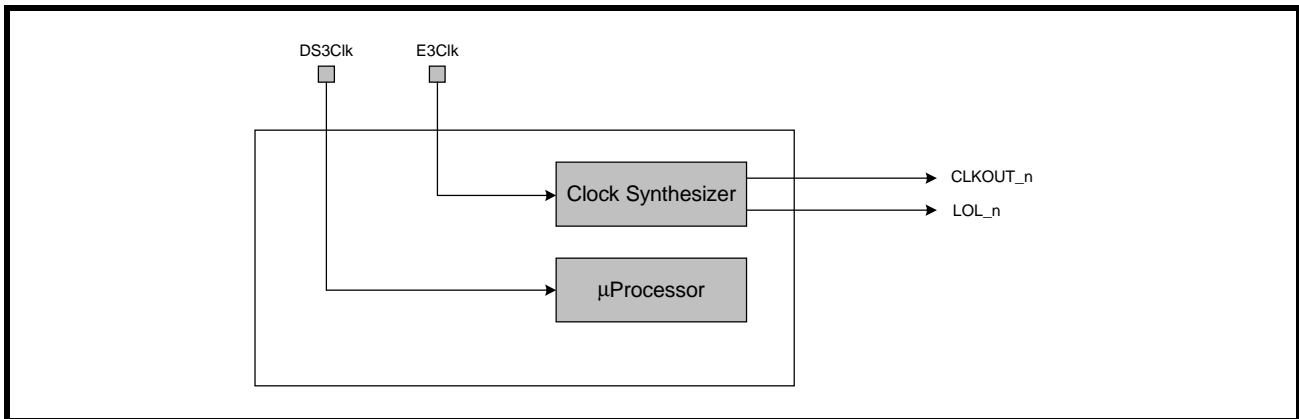 DS3Clk
E3Clk
Clock Synthesizer
CLKOUT_n
LOL_n
μProcessor